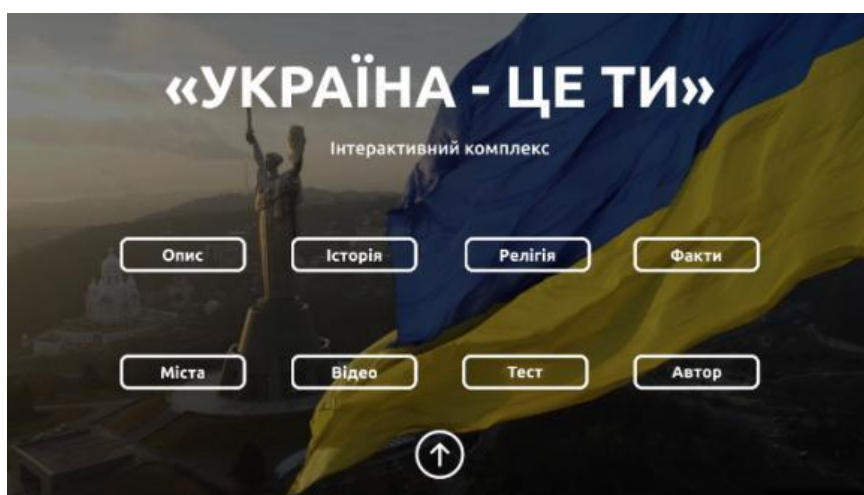 «УКРАЇНА - ЦЕ ТИ»
Інтерактивний комплекс
Опис Історія Релігія Факти
Міста Відео Тест Автор